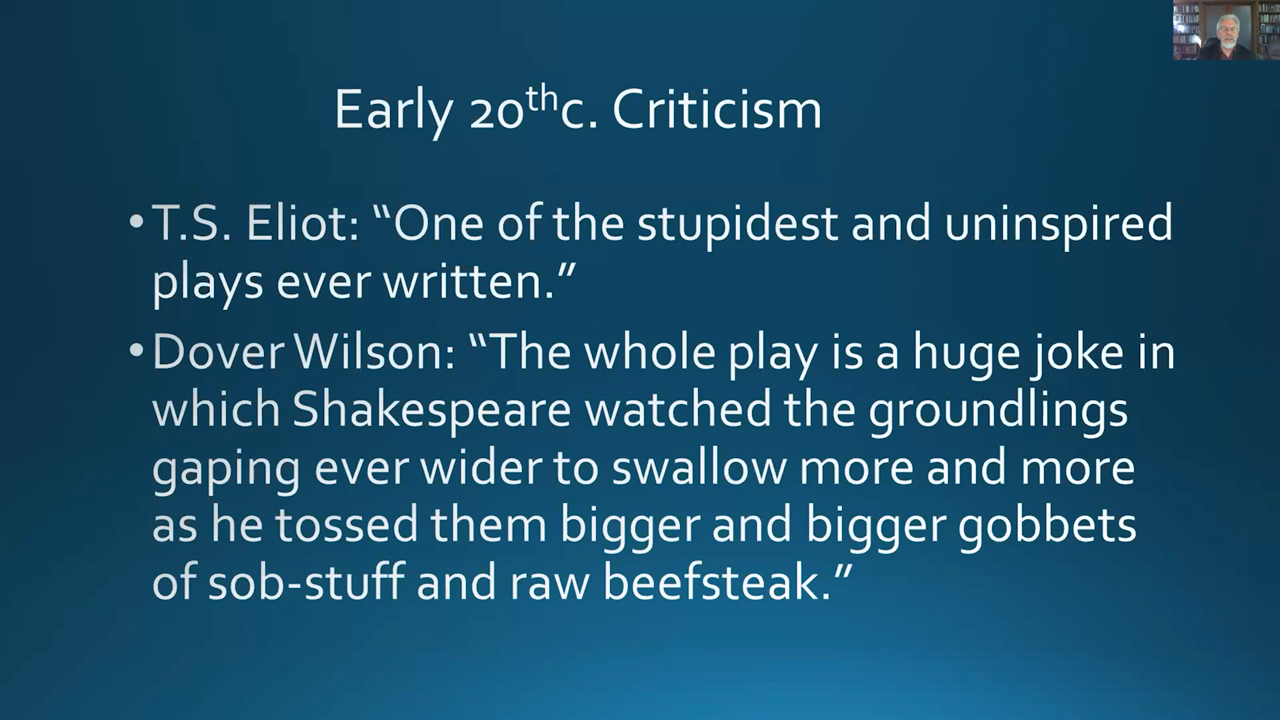 Early 20thc. Criticism
•T.S. Eliot: “One of the stupidest and uninspired
plays ever written.”
•Dover Wilson: “The whole play is a huge joke in
which Shakespeare watched the groundlings
gaping ever wider to swallow more and more
as he tossed them bigger and bigger gobbets
of sob-stuff and raw beefsteak.”